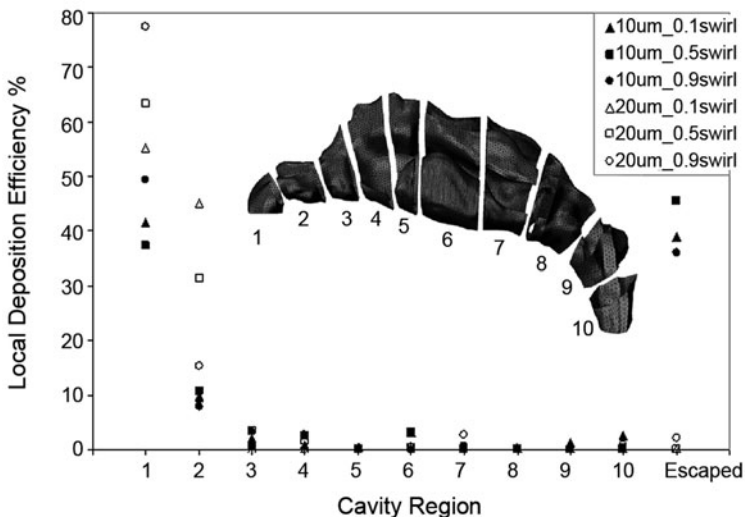 Local Deposition Efficiency %
80
70
60
50
40
30
20
10
0
10um_0.1swirl
10um_0.5swirl
10um_0.9swirl
20um_0.1swirl
20um_0.5swirl
20um_0.9swirl
1
2
3
4
5
6
7
8
9
10
1 2 3 4 5 6 7 8 9 10 Escaped
Cavity Region